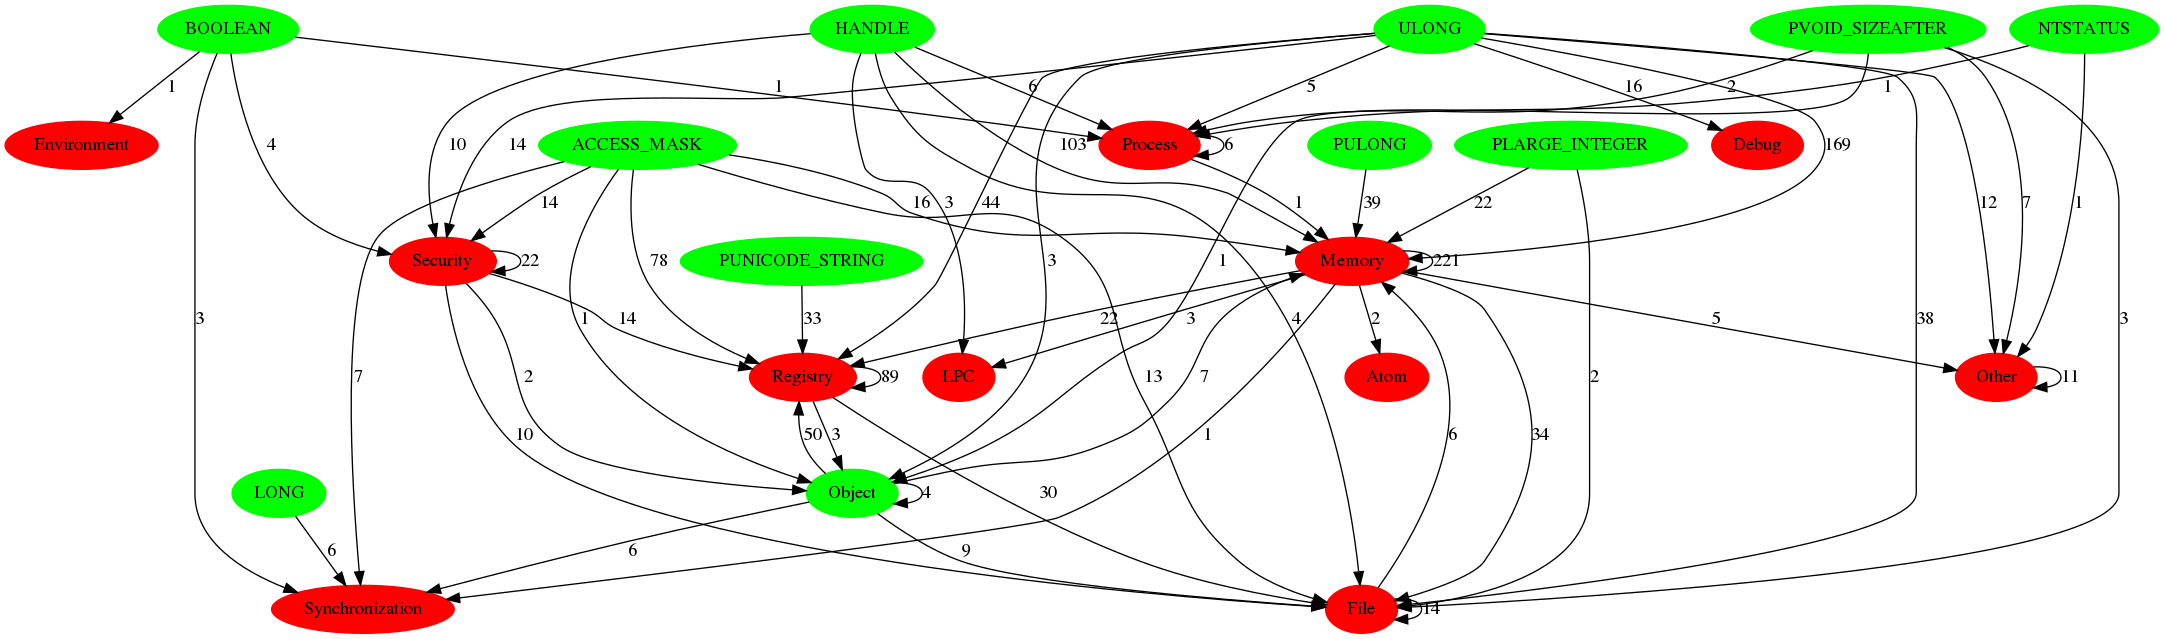 BOOLEAN HANDLE ULONG PVOID_SIZEAFTER NTSTATUS
1 1 6 5 16 2 1
Environment 4 10 14 ACCESS_MASK 103 Process 6 PULONG PLARGE_INTEGER Debug 169
14 16 3 44 1 39 22 12 7 1
Security 22 78 PUNICODE_STRING 3 1 Memory 221
3 14 1 33 22 3 4 2 5 38 3
7 2 Registry 89 LPC 13 7 Atom 2 Other 11
10 50 3 1 6 34
LONG Object 4 30
6 6 9
Synchronization File 14